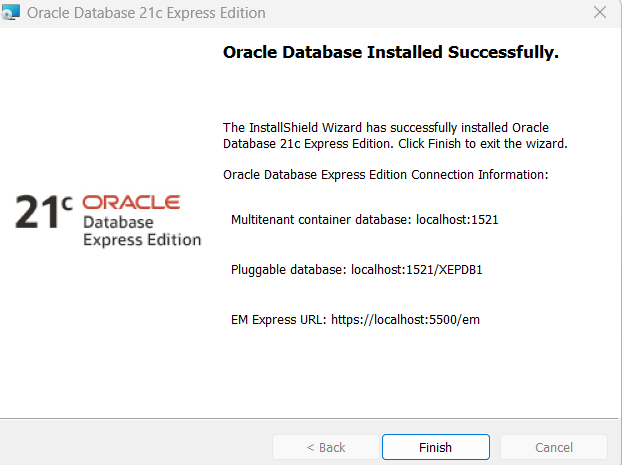 Oracle Database 21c Express Edition
Oracle Database Installed Successfully.
The InstallShield Wizard has successfully installed Oracle
Database 21c Express Edition. Click Finish to exit the wizard.
Oracle Database Express Edition Connection Information:
Multitenant container database: localhost:1521
Pluggable database: localhost:1521/XEPDB1
EM Express URL: https://localhost:5500/em
21c ORACLE
Database
Express Edition
< Back
Finish
Cancel